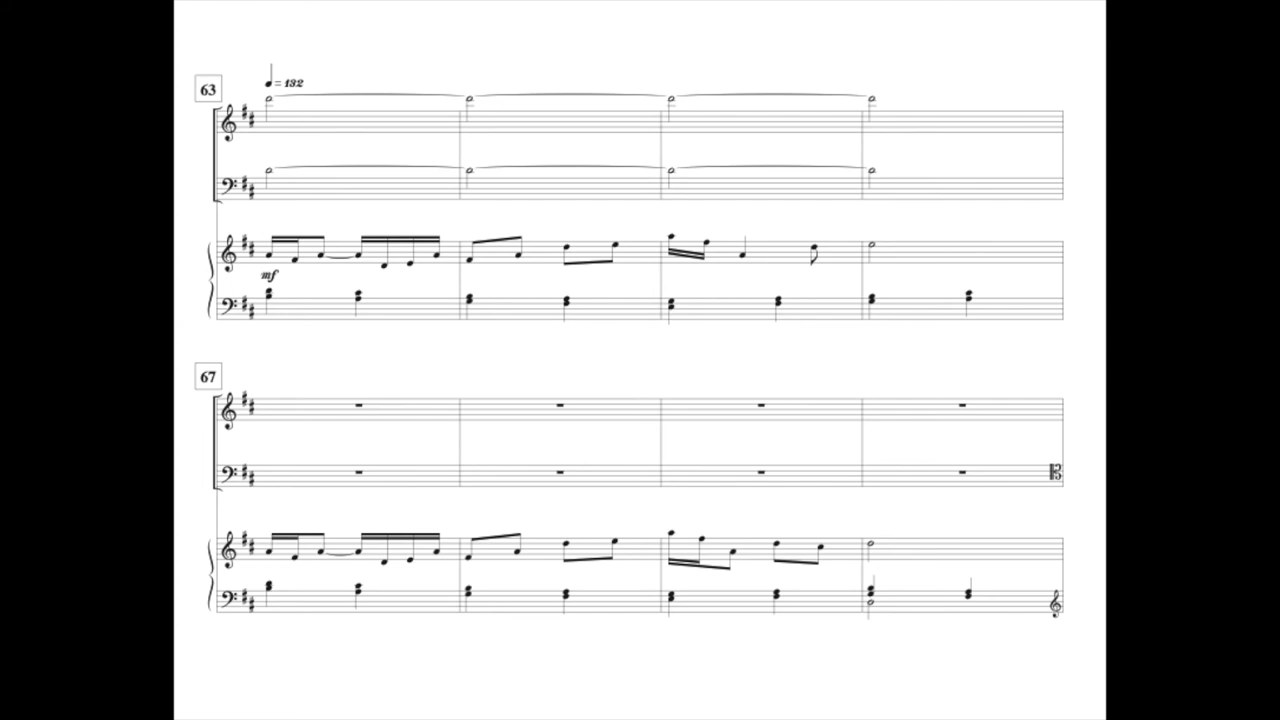 63
♩ = 132
mf
67